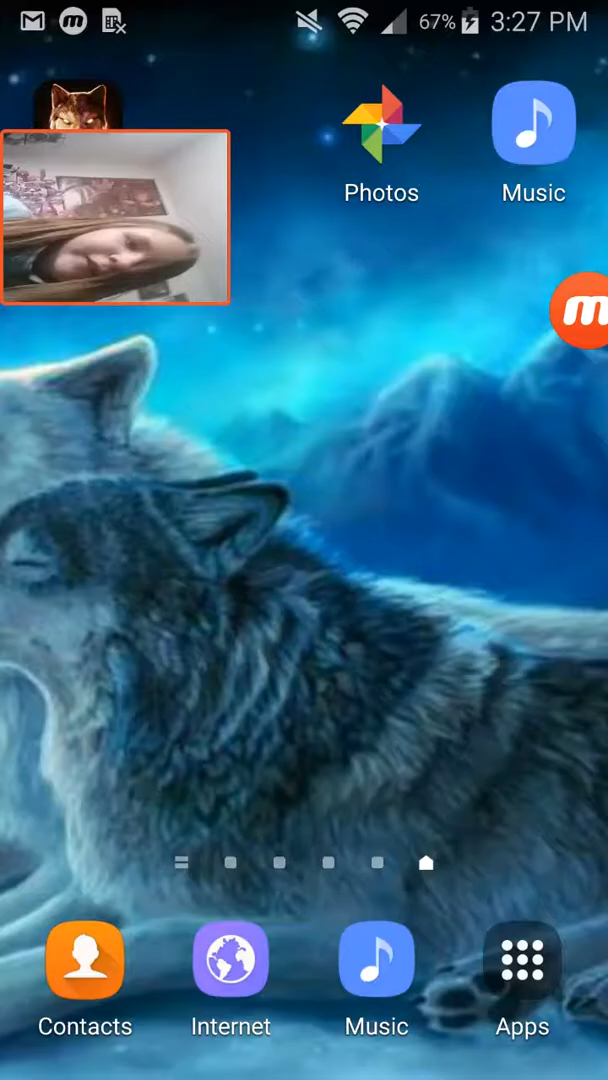 67% 3:27 PM
Photos
Music
m
Contacts
Internet
Music
Apps